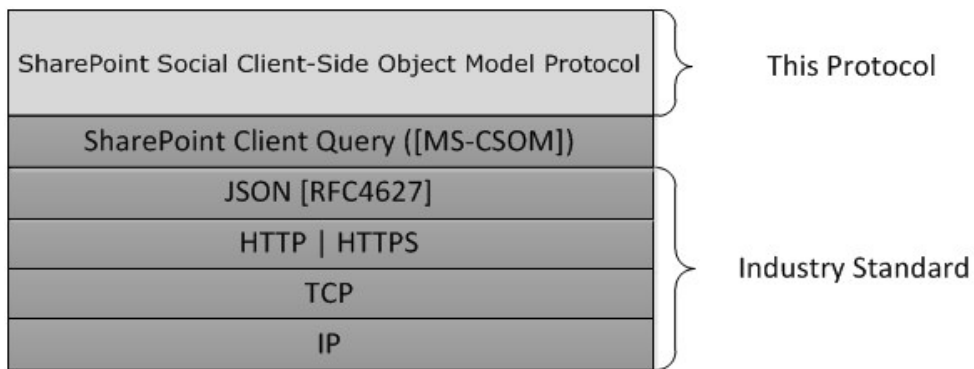 SharePoint Social Client-Side Object Model Protocol
This Protocol
SharePoint Client Query ([MS-CSOM])
JSON [RFC4627]
HTTP | HTTPS
Industry Standard
TCP
IP